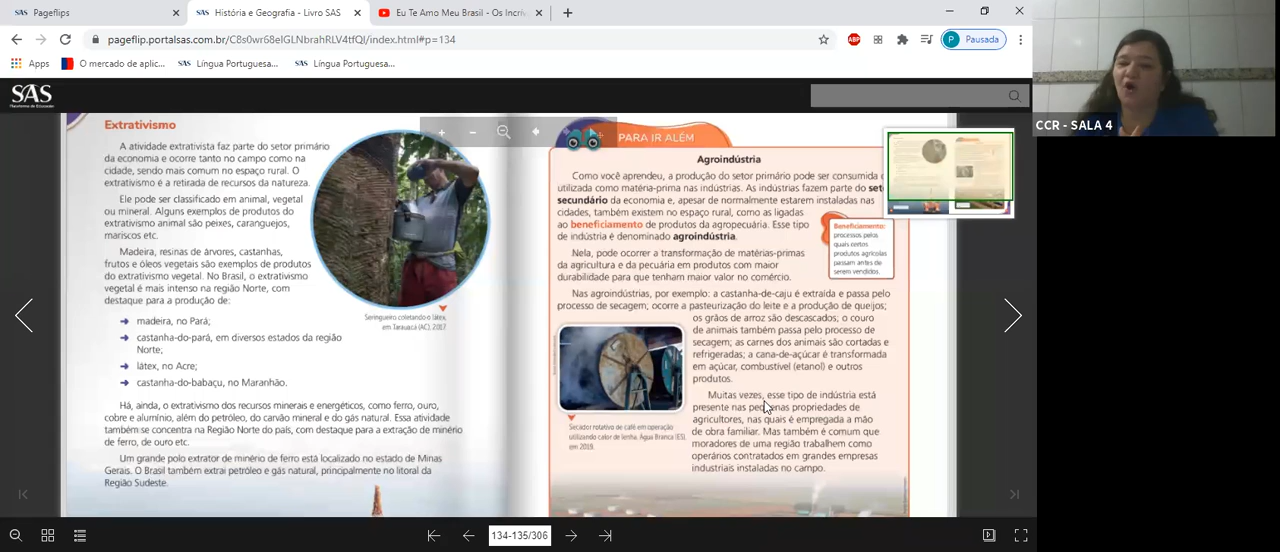 Pageflips
História e Geografia - Livro SAS
Eu Te Amo Meu Brasil - Os Incrív
pageflip.portalsas.com.br/C8s0wr68elGLNbrahRLV4tfQl/index.html#p=134
Pausada
Apps
O mercado de aplic...
Língua Portuguesa...
Língua Portuguesa...
SAS
CCR - SALA 4
Extrativismo
A atividade extrativista faz parte do setor primário
da economia e ocorre tanto no campo como na
cidade, sendo mais comum no espaço rural. O
extrativismo é a retirada de recursos da natureza.
Ele pode ser classificado em animal, vegetal
ou mineral. Alguns exemplos de produtos do
extrativismo animal são peixes, caranguejos,
mariscos etc.
Madeira, resinas de árvores, castanhas,
frutos e óleos vegetais são exemplos de produtos
do extrativismo vegetal. No Brasil, o extrativismo
vegetal é mais intenso na região Norte, com
destaque para a produção de:
madeira, no Pará;
castanha-do-pará, em diversos estados da região
Norte;
látex, no Acre;
castanha-do-babaçu, no Maranhão.
Seringueiro coletando o látex,
em Tarauacá (AC), 2017
Há, ainda, o extrativismo dos recursos minerais e energéticos, como ferro, ouro,
cobre e alumínio, além do petróleo, do carvão mineral e do gás natural. Essa atividade
também se concentra na Região Norte do país, com destaque para a extração de minério
de ferro, de ouro etc.
Um grande polo extrator de minério de ferro está localizado no estado de Minas
Gerais. O Brasil também extrai petróleo e gás natural, principalmente no litoral da
Região Sudeste.
PARA IR ALÉM
Agroindústria
Como você aprendeu, a produção do setor primário pode ser consumida
utilizada como matéria-prima nas indústrias. As indústrias fazem parte do
secundário da economia e, apesar de normalmente estarem instaladas nas
cidades, também existem no espaço rural, como as ligadas
ao beneficiamento de produtos da agropecuária. Esse tipo
de indústria é denominado agroindústria.
Beneficiamento:
processos pelos
quais certos
produtos agrícolas
passam antes de
serem vendidos.
Nela, pode ocorrer a transformação de matérias-primas
da agricultura e da pecuária em produtos com maior
durabilidade para que tenham maior valor no comércio.
Nas agroindústrias, por exemplo: a castanha-de-caju é extraída e passa pelo
processo de secagem; ocorre a pasteurização do leite e a produção de queijos;
os grãos de arroz são descascados; o couro
de animais também passa pelo processo de
secagem; as carnes dos animais são cortadas e
refrigeradas; a cana-de-açúcar é transformada
em açúcar, combustível (etanol) e outros
produtos.
Muitas vezes, esse tipo de indústria está
presente nas pequenas propriedades de
agricultores, nas quais é empregada a mão
de obra familiar. Mas também é comum que
moradores de uma região trabalhem como
operários contratados em grandes empresas
industriais instaladas no campo.
Secador rotativo de café em operação
utilizando calor de lenha. Água Branca (ES),
em 2019.
134-135/306